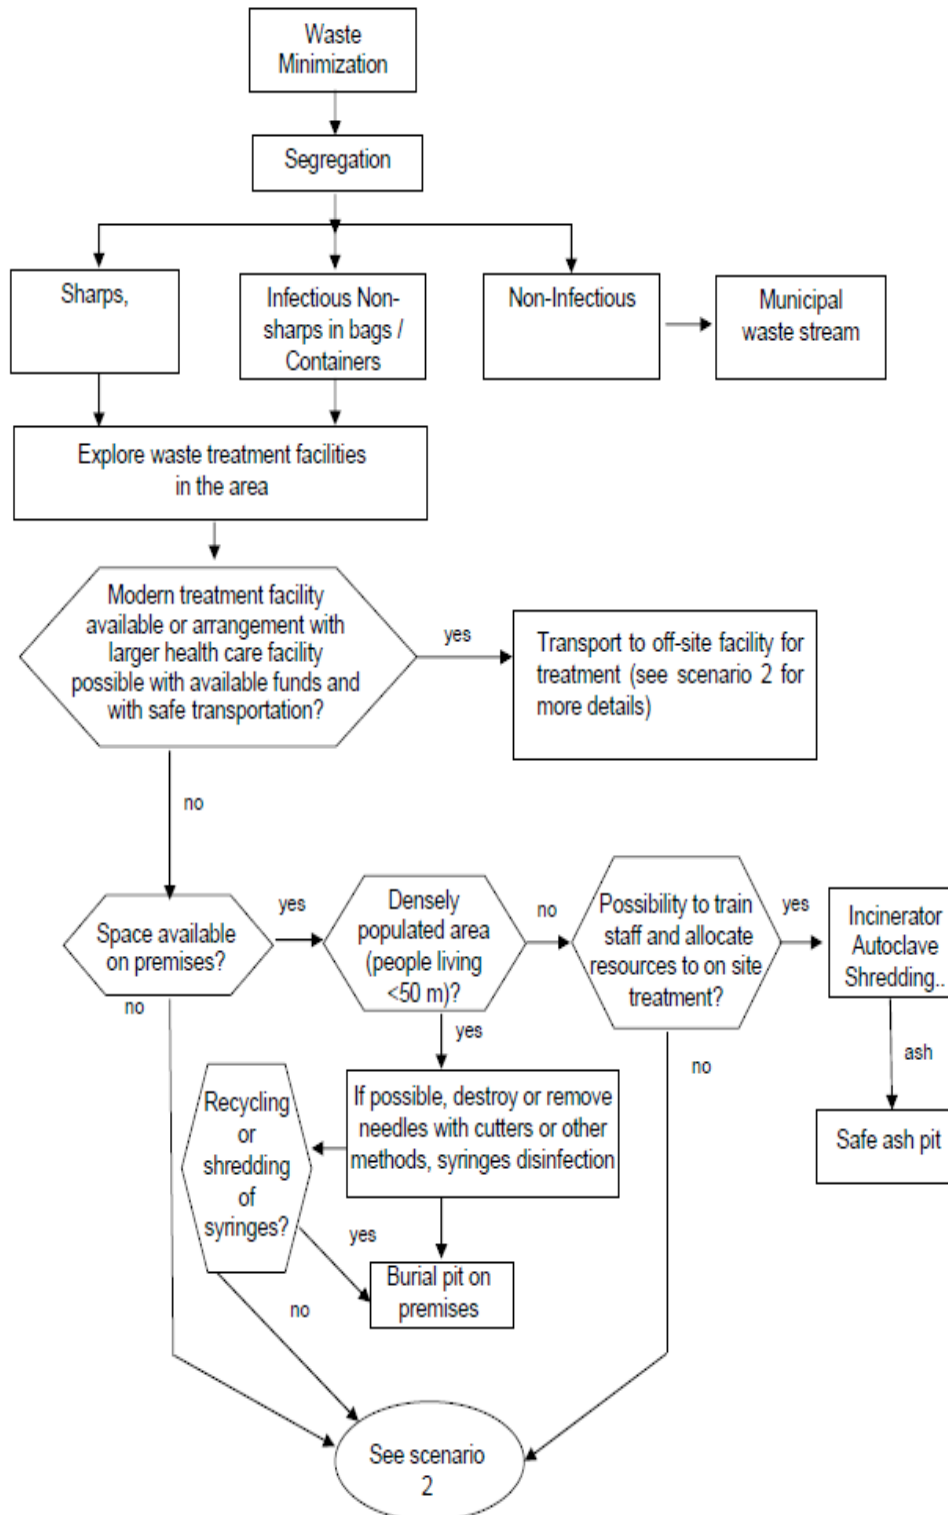 Waste
Minimization
Segregation
Sharps,
Infectious Non-
sharps in bags /
Containers
Non-Infectious
Municipal
waste stream
Explore waste treatment facilities
in the area
Modern treatment facility
available or arrangement with
larger health care facility
possible with available funds and
with safe transportation?
yes
Transport to off-site facility for
treatment (see scenario 2 for
more details)
no
Space available
on premises?
yes
Densely
populated area
(people living
<50 m)?
no
Possibility to train
staff and allocate
resources to on site
treatment?
yes
Incinerator
Autoclave
Shredding..
no
yes
no
ash
Recycling
or
shredding
of
syringes?
If possible, destroy or remove
needles with cutters or other
methods, syringes disinfection
Safe ash pit
yes
Burial pit on
premises
no
See scenario
2